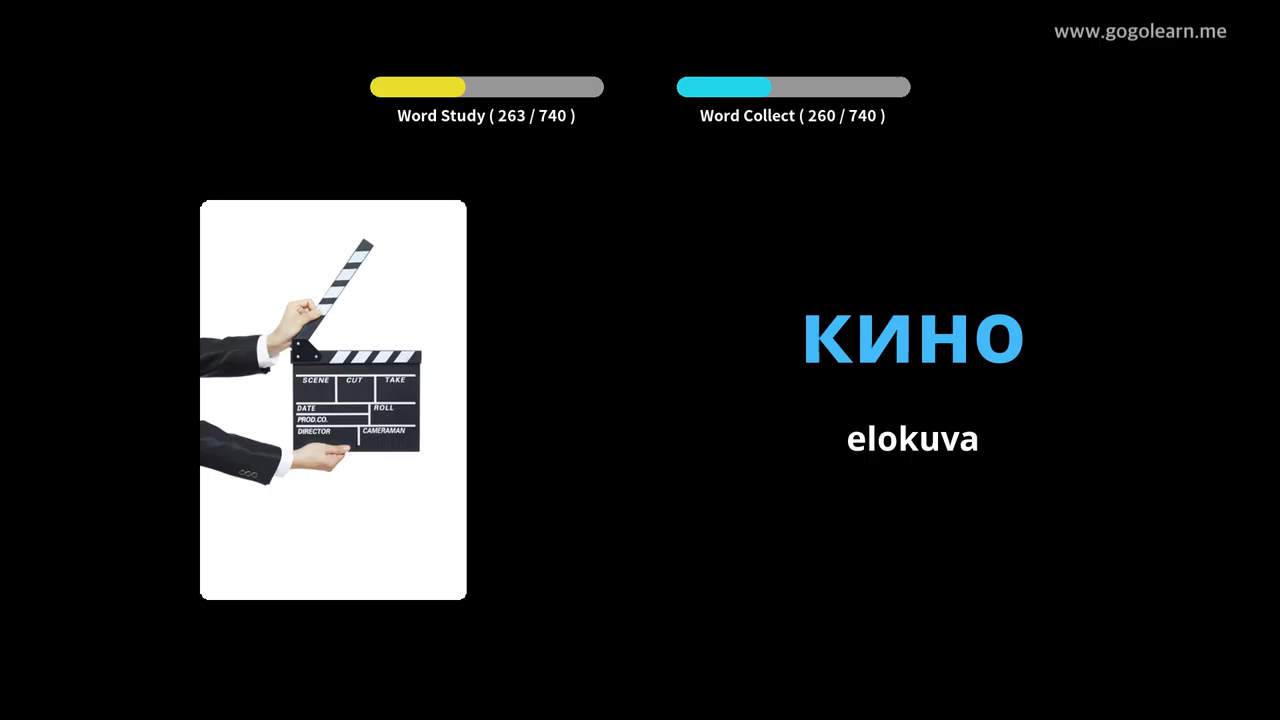 www.gogolearn.me
Word Study ( 263 / 740 )
Word Collect ( 260 / 740 )
SCENE CUT TAKE
DATE ROLL
PROD.CO.
DIRECTOR CAMERAMAN
кино
elokuva